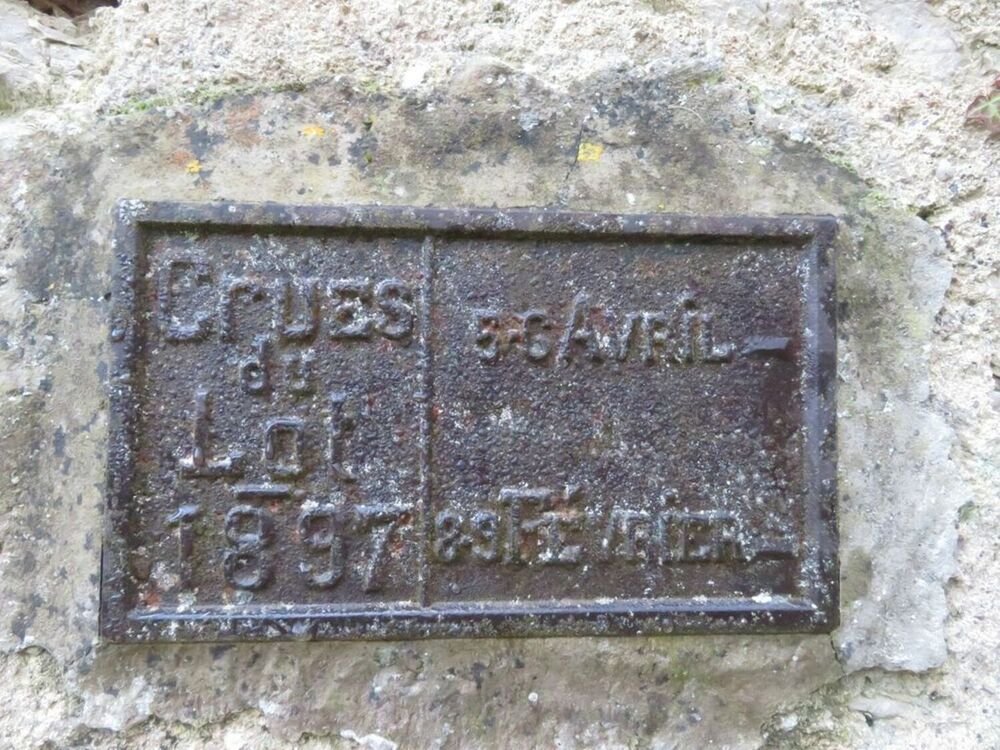 Crues
du
Lot
1897
5-6 Avril
8-9 Février